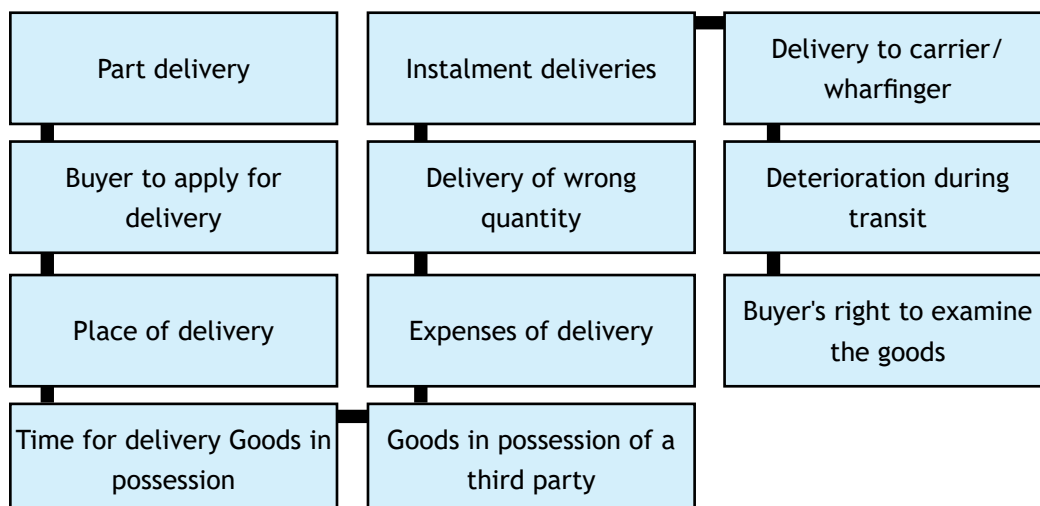 Part delivery
Buyer to apply for
delivery
Place of delivery
Time for delivery Goods in
possession
Goods in possession of a
third party
Expenses of delivery
Delivery of wrong
quantity
Instalment deliveries
Delivery to carrier/
wharfinger
Deterioration during
transit
Buyer's right to examine
the goods